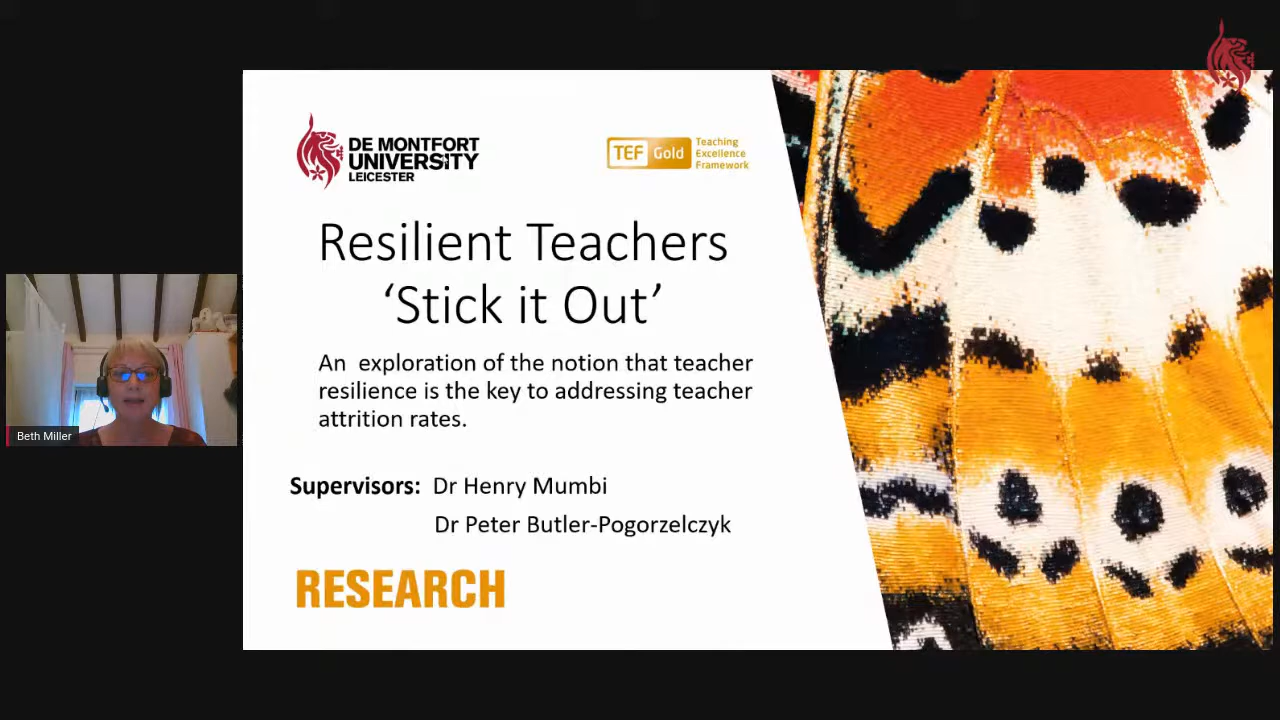 DE MONTFORT
UNIVERSITY
LEICESTER
TEF Gold
Teaching
Excellence
Framework
Resilient Teachers
‘Stick it Out’
An  exploration of the notion that teacher
resilience is the key to addressing teacher
attrition rates.
Supervisors:  Dr Henry Mumbi
Dr Peter Butler-Pogorzelczyk
RESEARCH
Beth Miller